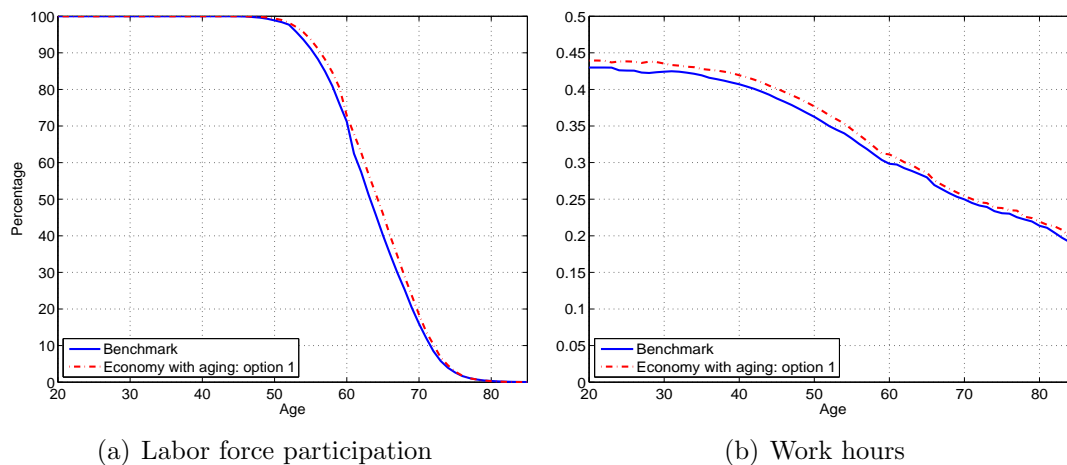 100
90
80
70
60
50
40
30
20
10
0
Percentage
20 30 40 50 60 70 80
Age
Benchmark
Economy with aging: option 1
(a) Labor force participation
0.5
0.45
0.4
0.35
0.3
0.25
0.2
0.15
0.1
0.05
0
20 30 40 50 60 70 80
Age
Benchmark
Economy with aging: option 1
(b) Work hours